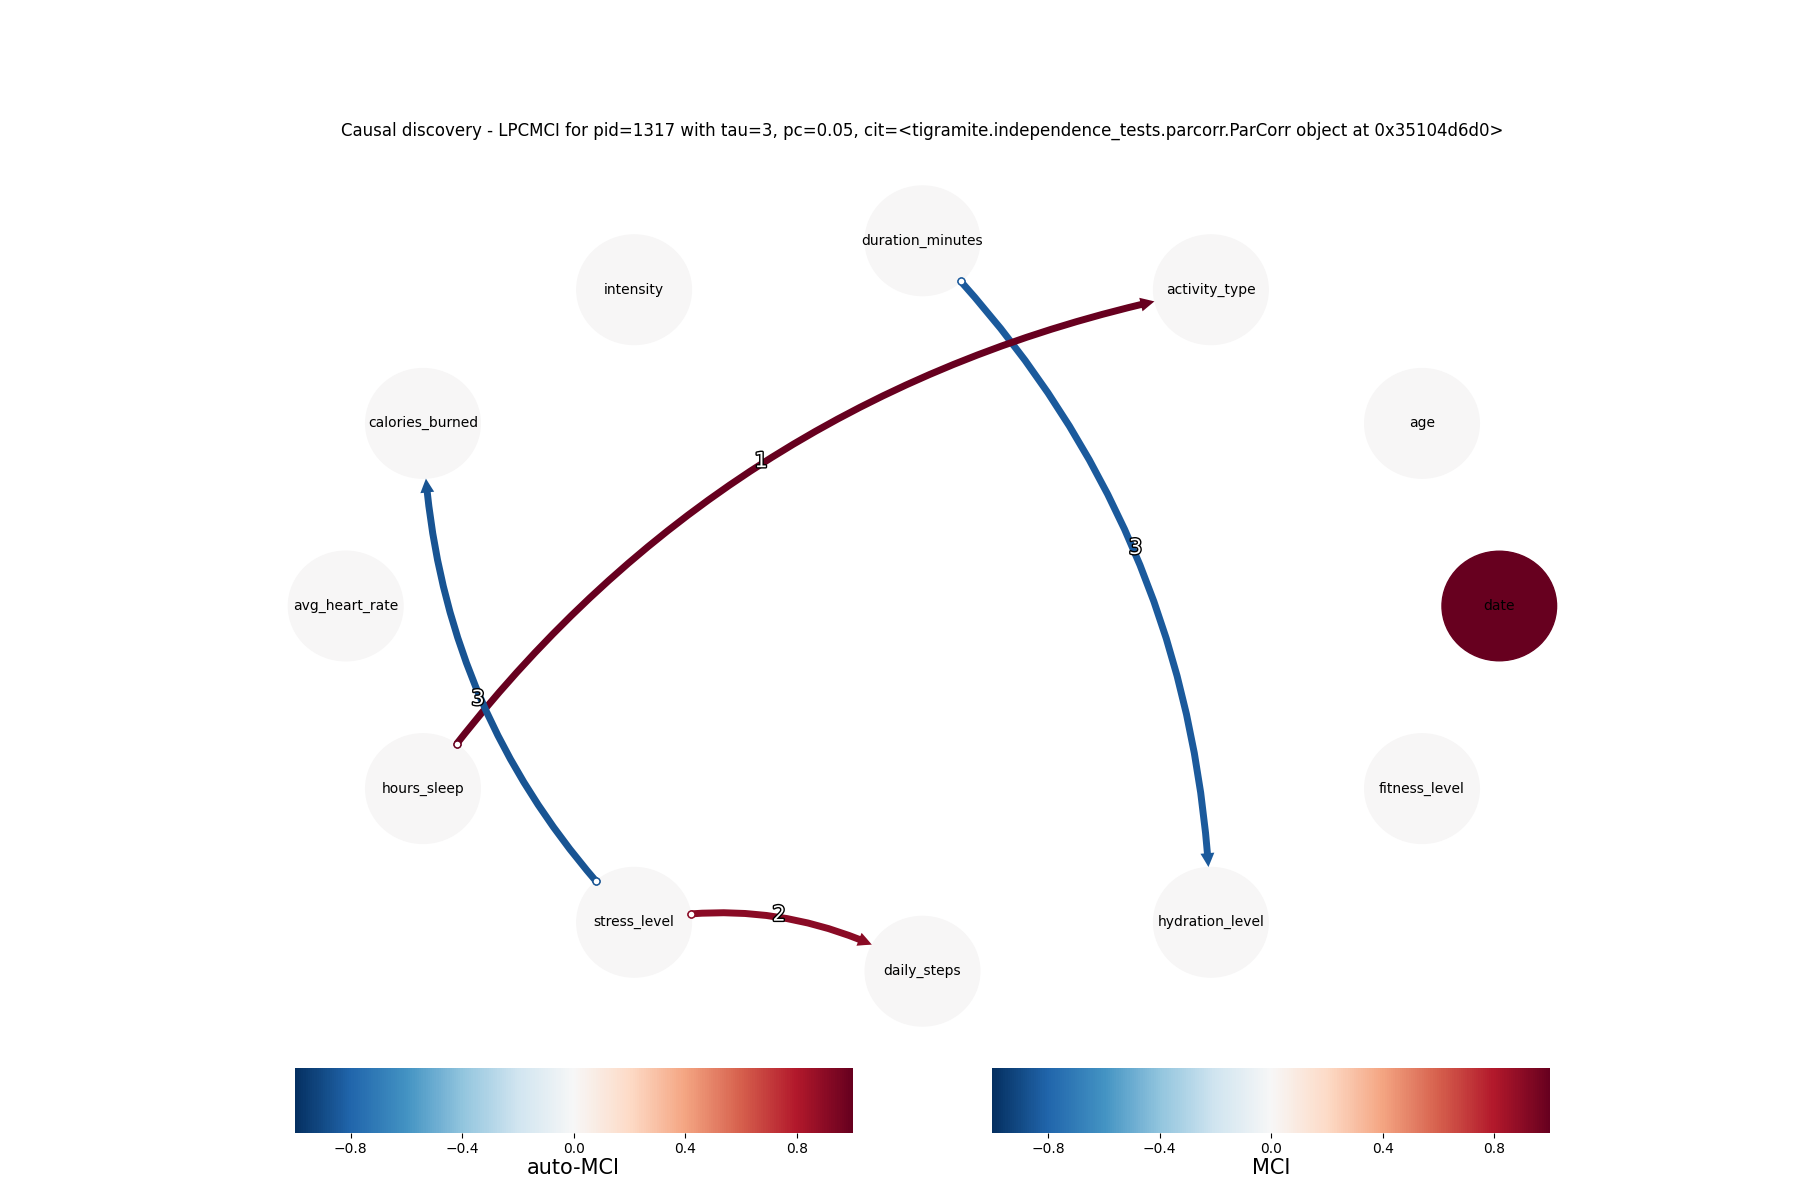 Causal discovery - LPCMCI for pid=1317 with tau=3, pc=0.05, cit=<tigramite.independence_tests.parcorr.ParCorr object at 0x35104d6d0>
duration_minutes
intensity
activity_type
calories_burned
age
1
3
avg_heart_rate
date
3
hours_sleep
fitness_level
2
stress_level
hydration_level
daily_steps
−0.8 −0.4 0.0 0.4 0.8
auto-MCI
−0.8 −0.4 0.0 0.4 0.8
MCI